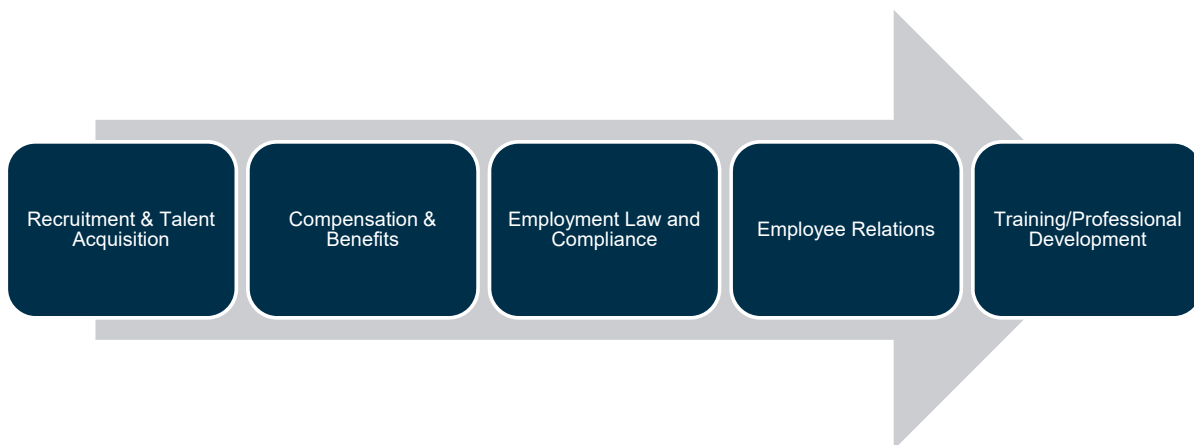 Recruitment & Talent
Acquisition
Compensation &
Benefits
Employment Law and
Compliance
Employee Relations
Training/Professional
Development